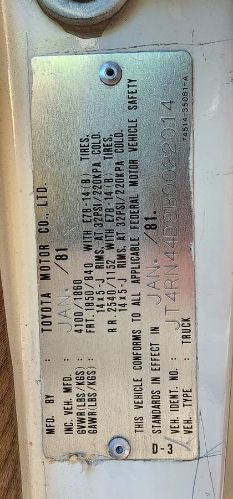 MFD. BY : TOYOTA MOTOR CO., LTD.
INC. VEH. MFD. : JAN. /81
GVWR(LBS/KGS) : 4100/1860
GAWR(LBS/KGS) : FRT. 1850/840 WITH E78-14(B) TIRES,
14x5-J RIMS, AT 32PSI/220KPA COLD.
RR. 2540/1152 WITH E78-14(B) TIRES,
14x5-J RIMS, AT 32PSI/220KPA COLD.
THIS VEHICLE CONFORMS TO ALL APPLICABLE FEDERAL MOTOR VEHICLE SAFETY
STANDARDS IN EFFECT IN JAN. /81.
VEH. IDENT. NO. :
VEH. TYPE : TRUCK
D-3
74514-35081-A